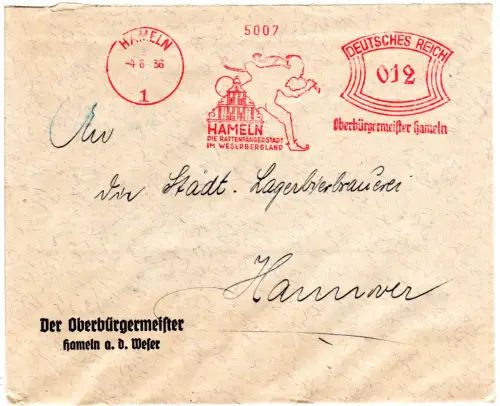 5007
HAMELN
-4 6 36
1
DEUTSCHES REICH
012
Oberbürgermeister Hameln
HAMELN
DIE RATTENFÄNGERSTADT
IM WESERBERGLAND
An
die Städt. Lagerbierbrauerei
Hannover
Der Oberbürgermeister
Hameln a. d. Weser